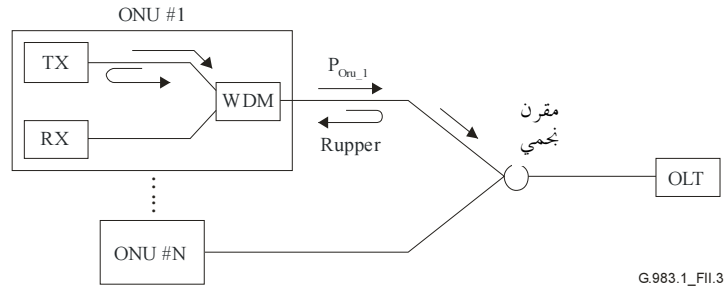 ONU #1
TX
P_Oru_1
WDM
مقرن
نجمي
RX
Rupper
OLT
ONU #N
G.983.1_FII.3